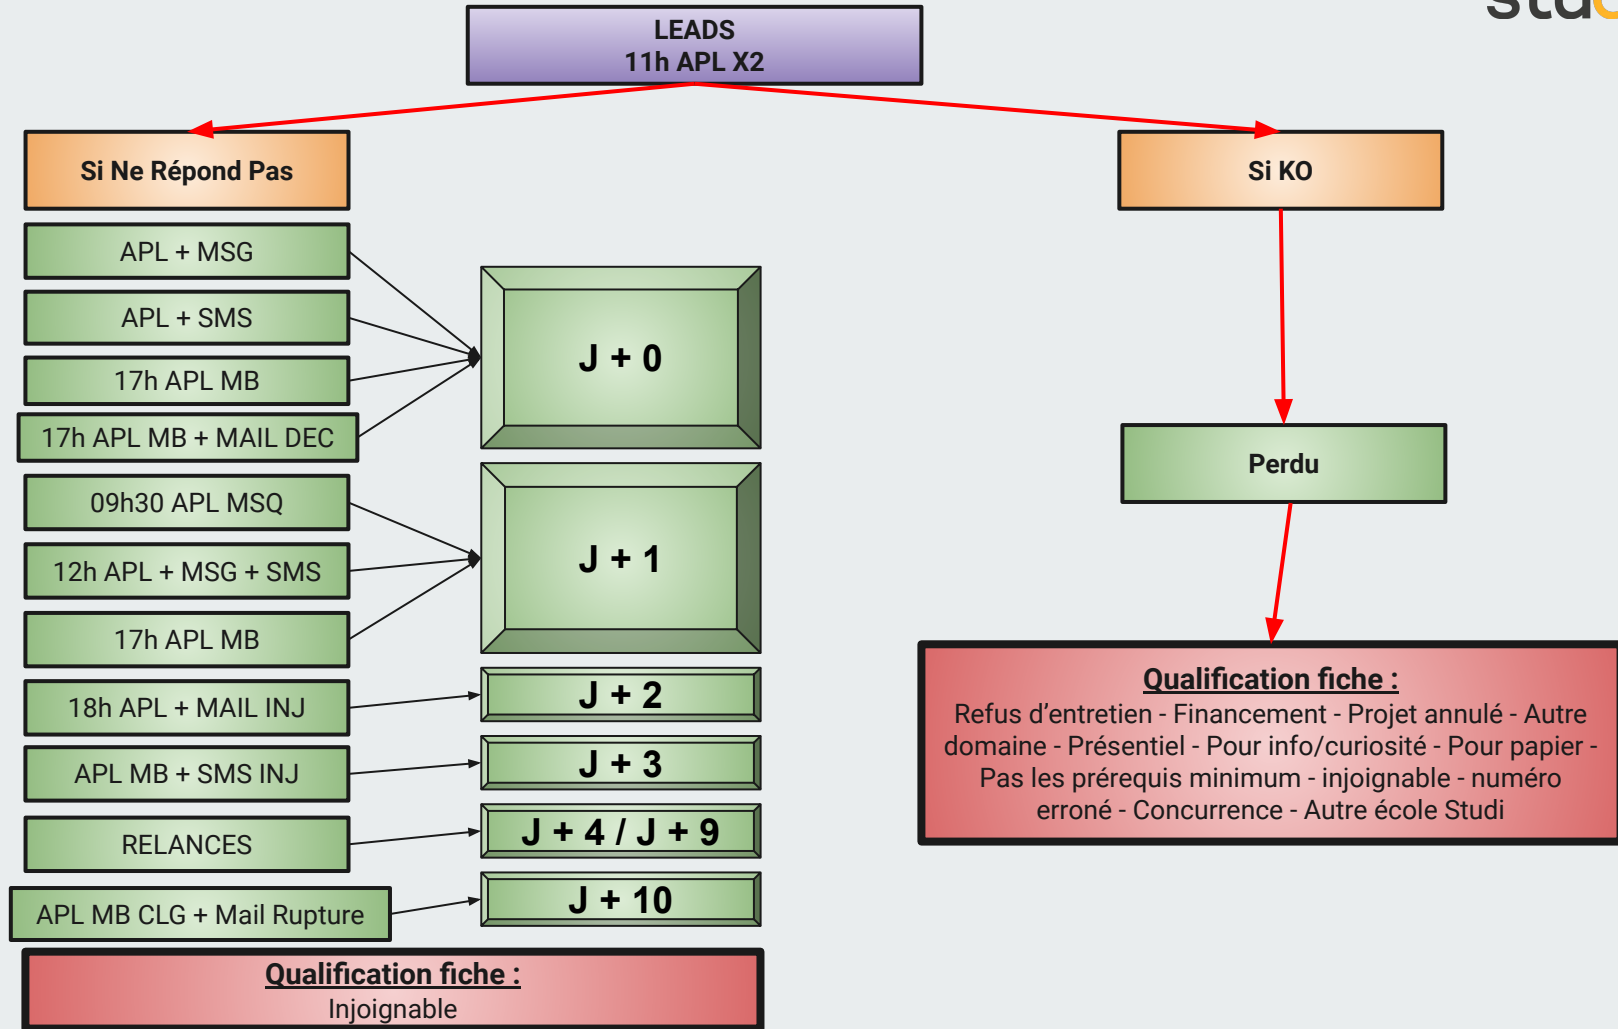 LEADS
11h APL X2
Si Ne Répond Pas
APL + MSG
APL + SMS
17h APL MB
17h APL MB + MAIL DEC
09h30 APL MSQ
12h APL + MSG + SMS
17h APL MB
18h APL + MAIL INJ
APL MB + SMS INJ
RELANCES
APL MB CLG + Mail Rupture
J + 0
J + 1
J + 2
J + 3
J + 4 / J + 9
J + 10
Qualification fiche :
Injoignable
Si KO
Perdu
Qualification fiche :
Refus d’entretien - Financement - Projet annulé - Autre
domaine - Présentiel - Pour info/curiosité - Pour papier -
Pas les prérequis minimum - injoignable - numéro
erroné - Concurrence - Autre école Studi